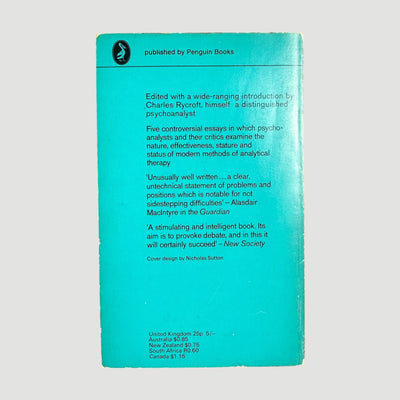 published by Penguin Books
Edited with a wide-ranging introduction by
Charles Rycroft, himself a distinguished
psychoanalyst
Five controversial essays in which psycho-
analysts and their critics examine the
nature, effectiveness, stature and
status of modern methods of analytical
therapy
'Unusually well written ... a clear,
untechnical statement of problems and
positions which is notable for not
sidestepping difficulties' – Alasdair
MacIntyre in the Guardian
'A stimulating and intelligent book. Its
aim is to provoke debate, and in this it
will certainly succeed' – New Society
Cover design by Nicholas Sutton
United Kingdom 25p 5/–
Australia $0.85
New Zealand $0.75
South Africa R0.60
Canada $1.15